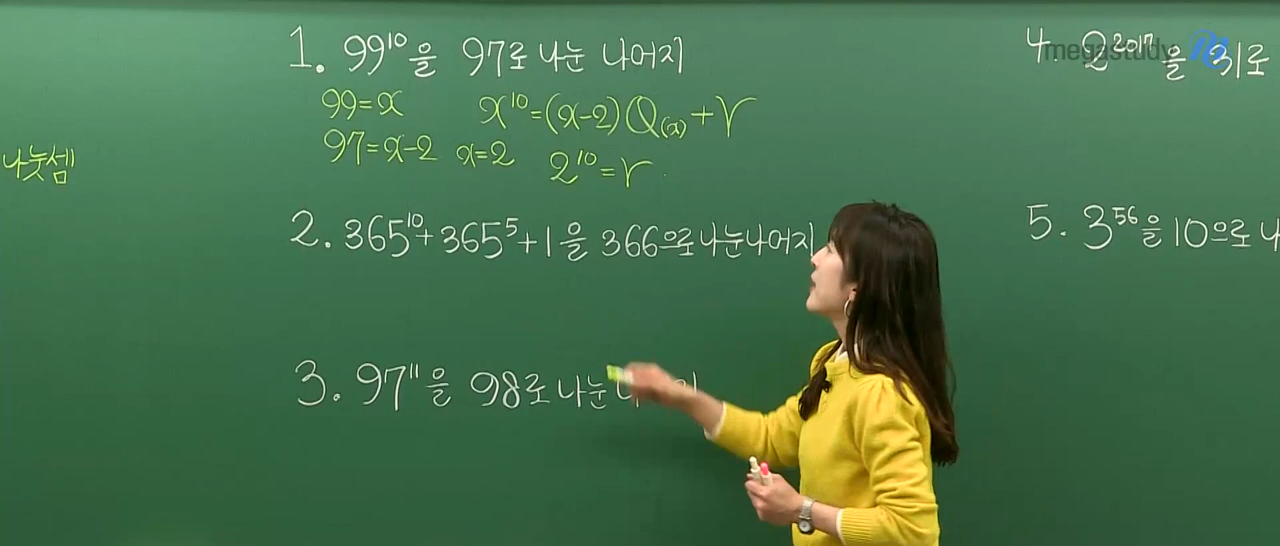 나눗셈
1. 99¹⁰을 97로 나눈 나머지
99=x
97=x-2 x=2
x¹⁰=(x-2)Q(x)+r
2¹⁰=r
2. 365¹⁰+365⁵+1을 366으로 나눈 나머지
3. 97¹¹을 98로 나눈
4. 2²⁰¹⁷을 31로
megastudy
5. 3⁵⁶을 10으로 나